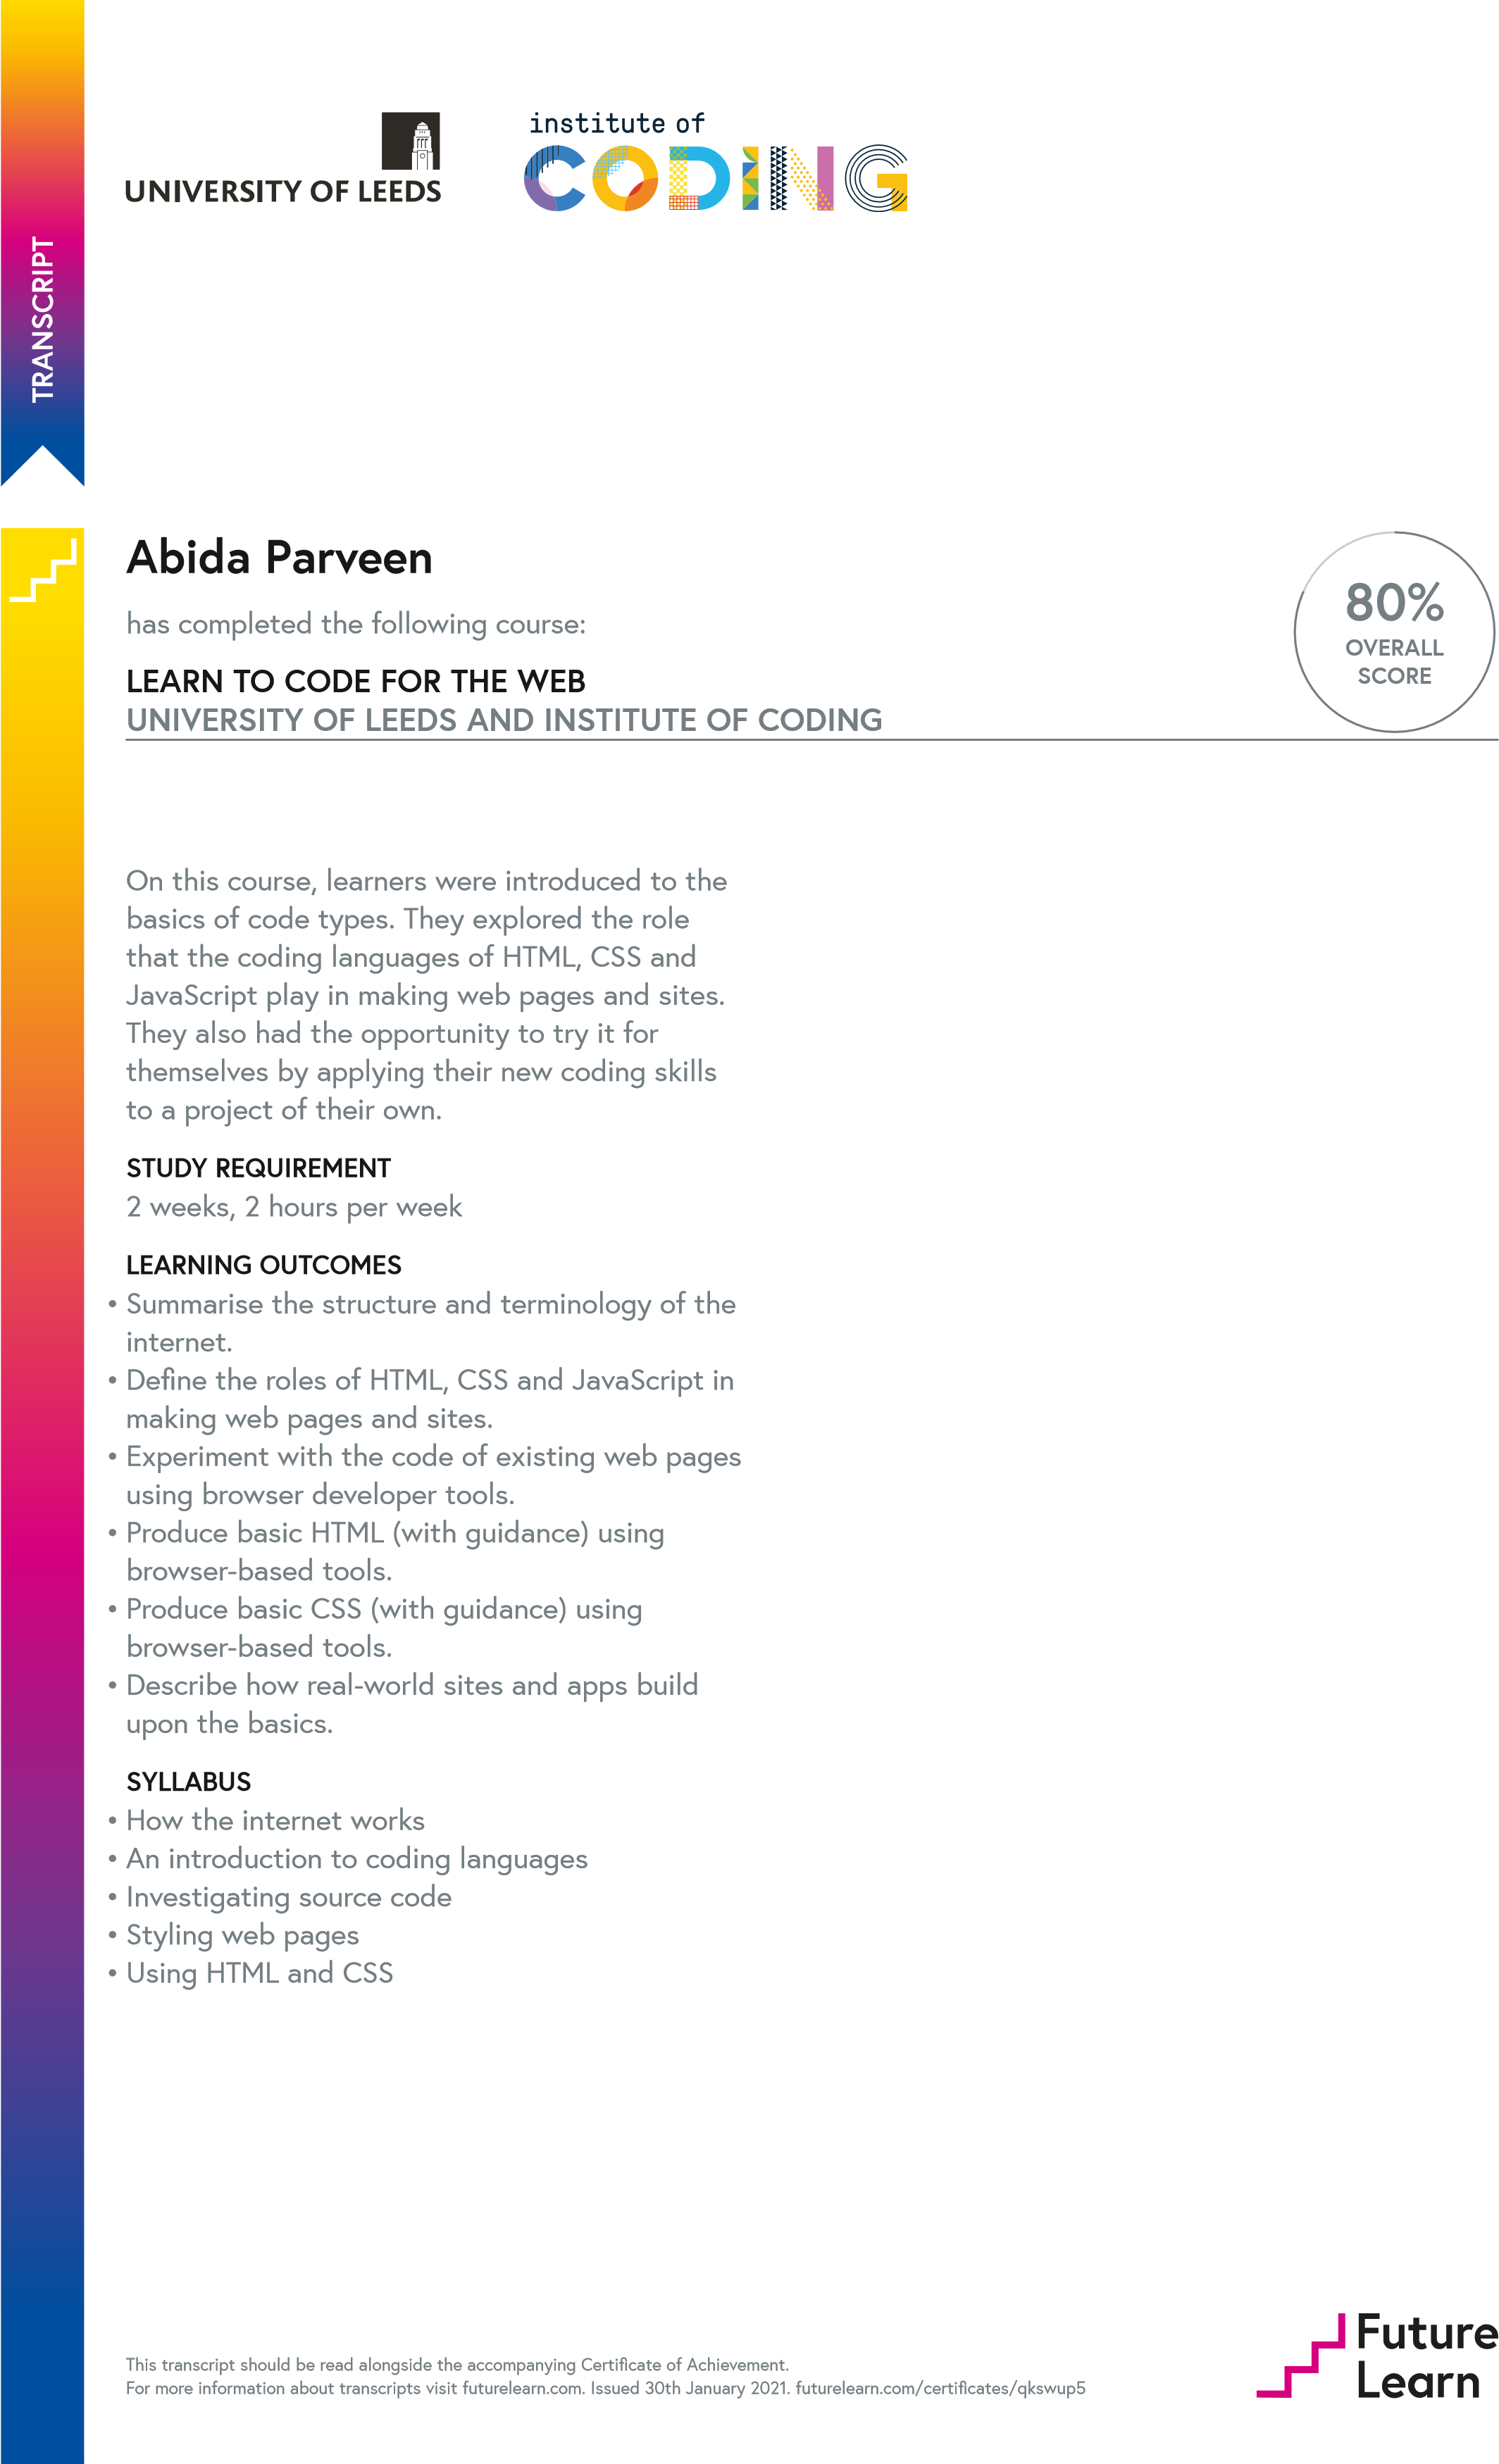 TRANSCRIPT
UNIVERSITY OF LEEDS
institute of
CODING
Abida Parveen
has completed the following course:
LEARN TO CODE FOR THE WEB
UNIVERSITY OF LEEDS AND INSTITUTE OF CODING
80%
OVERALL
SCORE
On this course, learners were introduced to the
basics of code types. They explored the role
that the coding languages of HTML, CSS and
JavaScript play in making web pages and sites.
They also had the opportunity to try it for
themselves by applying their new coding skills
to a project of their own.
STUDY REQUIREMENT
2 weeks, 2 hours per week
LEARNING OUTCOMES
• Summarise the structure and terminology of the
internet.
• Define the roles of HTML, CSS and JavaScript in
making web pages and sites.
• Experiment with the code of existing web pages
using browser developer tools.
• Produce basic HTML (with guidance) using
browser-based tools.
• Produce basic CSS (with guidance) using
browser-based tools.
• Describe how real-world sites and apps build
upon the basics.
SYLLABUS
• How the internet works
• An introduction to coding languages
• Investigating source code
• Styling web pages
• Using HTML and CSS
This transcript should be read alongside the accompanying Certificate of Achievement.
For more information about transcripts visit futurelearn.com. Issued 30th January 2021. futurelearn.com/certificates/qkswup5
Future
Learn